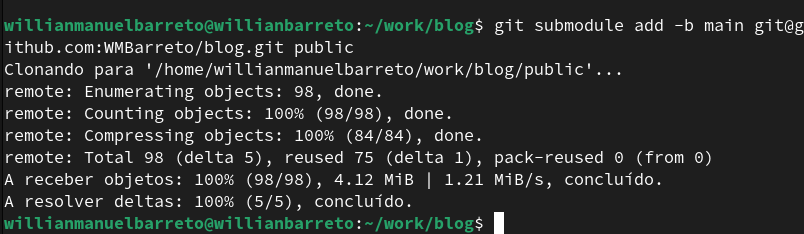 willianmanuelbarreto@willianbarreto:~/work/blog$ git submodule add -b main git@g
ithub.com:WMBarreto/blog.git public
Clonando para '/home/willianmanuelbarreto/work/blog/public'...
remote: Enumerating objects: 98, done.
remote: Counting objects: 100% (98/98), done.
remote: Compressing objects: 100% (84/84), done.
remote: Total 98 (delta 5), reused 75 (delta 1), pack-reused 0 (from 0)
A receber objetos: 100% (98/98), 4.12 MiB | 1.21 MiB/s, concluído.
A resolver deltas: 100% (5/5), concluído.
willianmanuelbarreto@willianbarreto:~/work/blog$